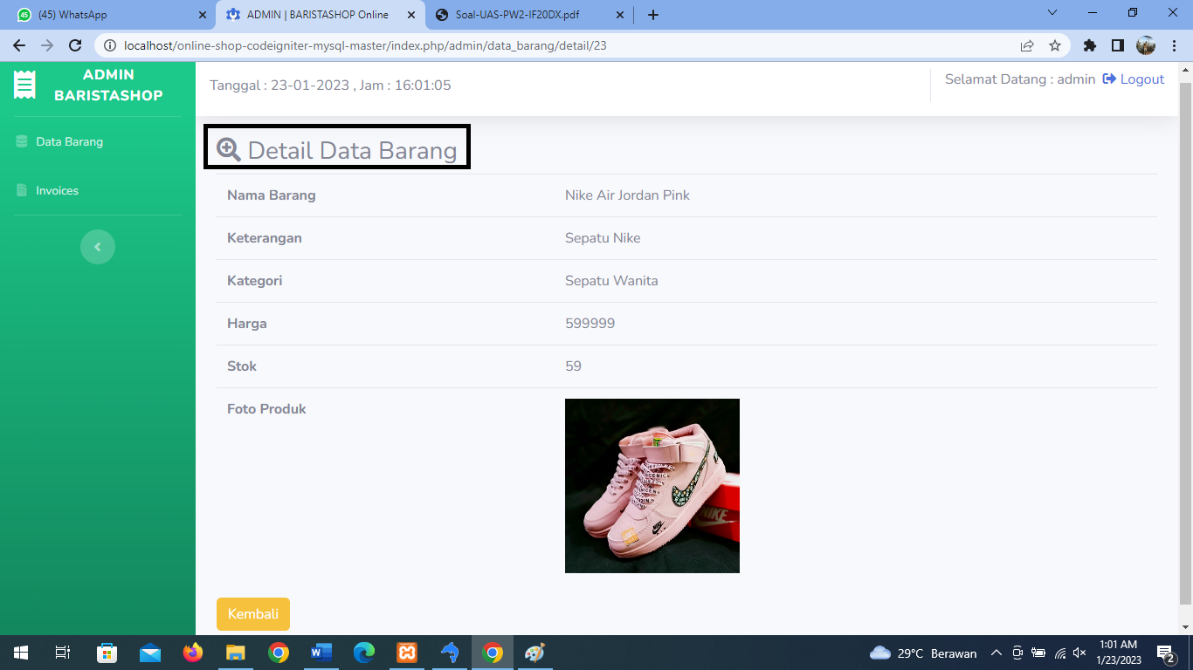 (45) WhatsApp
ADMIN | BARISTASHOP Online
Soal-UAS-PW2-IF20DX.pdf
localhost/online-shop-codeigniter-mysql-master/index.php/admin/data_barang/detail/23
ADMIN
BARISTASHOP
Data Barang
Invoices
Tanggal : 23-01-2023 , Jam : 16:01:05
Selamat Datang : admin Logout
Detail Data Barang
Nama Barang Nike Air Jordan Pink
Keterangan Sepatu Nike
Kategori Sepatu Wanita
Harga 599999
Stok 59
Foto Produk
NIKE
Kembali
29°C Berawan
1:01 AM
1/23/2023
2